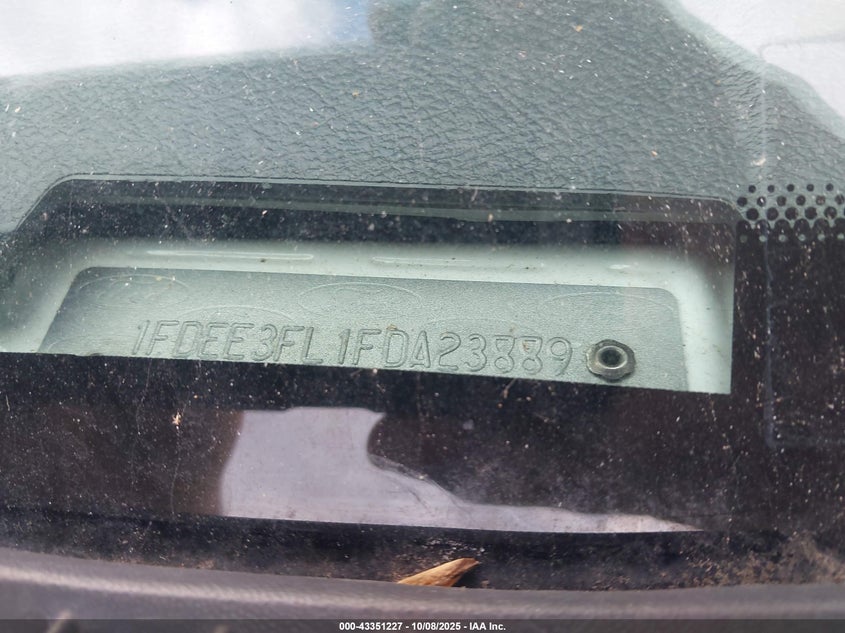 1FDEE3FL1FDA23889
000-43351227 - 10/08/2025 - IAA Inc.